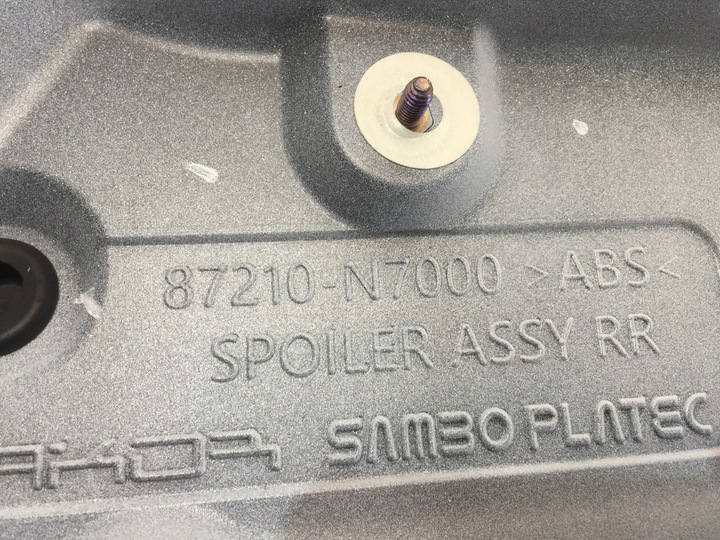 87210-N7000 >ABS<
SPOILER ASSY RR
SAMBO PLATEC